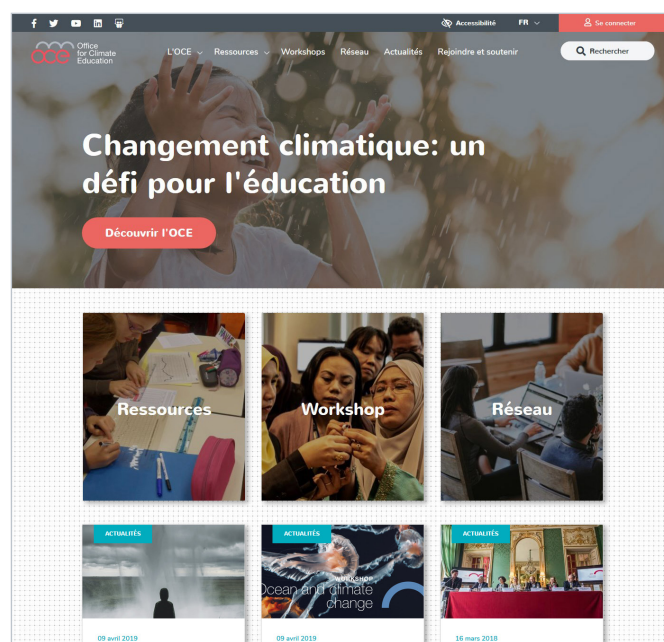 Accessibilité FR Se connecter
Office
for Climate
Education
oce
L'OCE Ressources Workshops Réseau Actualités Rejoindre et soutenir Rechercher
Changement climatique: un
défi pour l'éducation
Découvrir l'OCE
Ressources Workshop Réseau
ACTUALITÉS ACTUALITÉS ACTUALITÉS
WORKSHOP
Ocean and climate
change
09 avril 2019 09 avril 2019 16 mars 2018